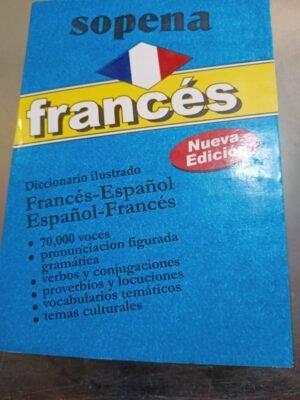 sopena
francés
Nueva
Edición
Diccionario ilustrado
Francés-Español
Español-Francés
• 70,000 voces
• pronunciacion figurada
gramática
• verbos y conjugaciones
• proverbios y locuciones
• vocabularios temáticos
• temas culturales